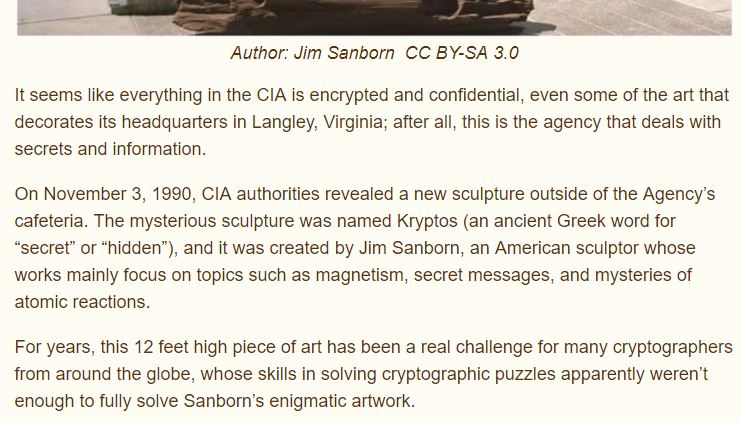 Author: Jim Sanborn  CC BY-SA 3.0
It seems like everything in the CIA is encrypted and confidential, even some of the art that
decorates its headquarters in Langley, Virginia; after all, this is the agency that deals with
secrets and information.
On November 3, 1990, CIA authorities revealed a new sculpture outside of the Agency’s
cafeteria. The mysterious sculpture was named Kryptos (an ancient Greek word for
“secret” or “hidden”), and it was created by Jim Sanborn, an American sculptor whose
works mainly focus on topics such as magnetism, secret messages, and mysteries of
atomic reactions.
For years, this 12 feet high piece of art has been a real challenge for many cryptographers
from around the globe, whose skills in solving cryptographic puzzles apparently weren’t
enough to fully solve Sanborn’s enigmatic artwork.